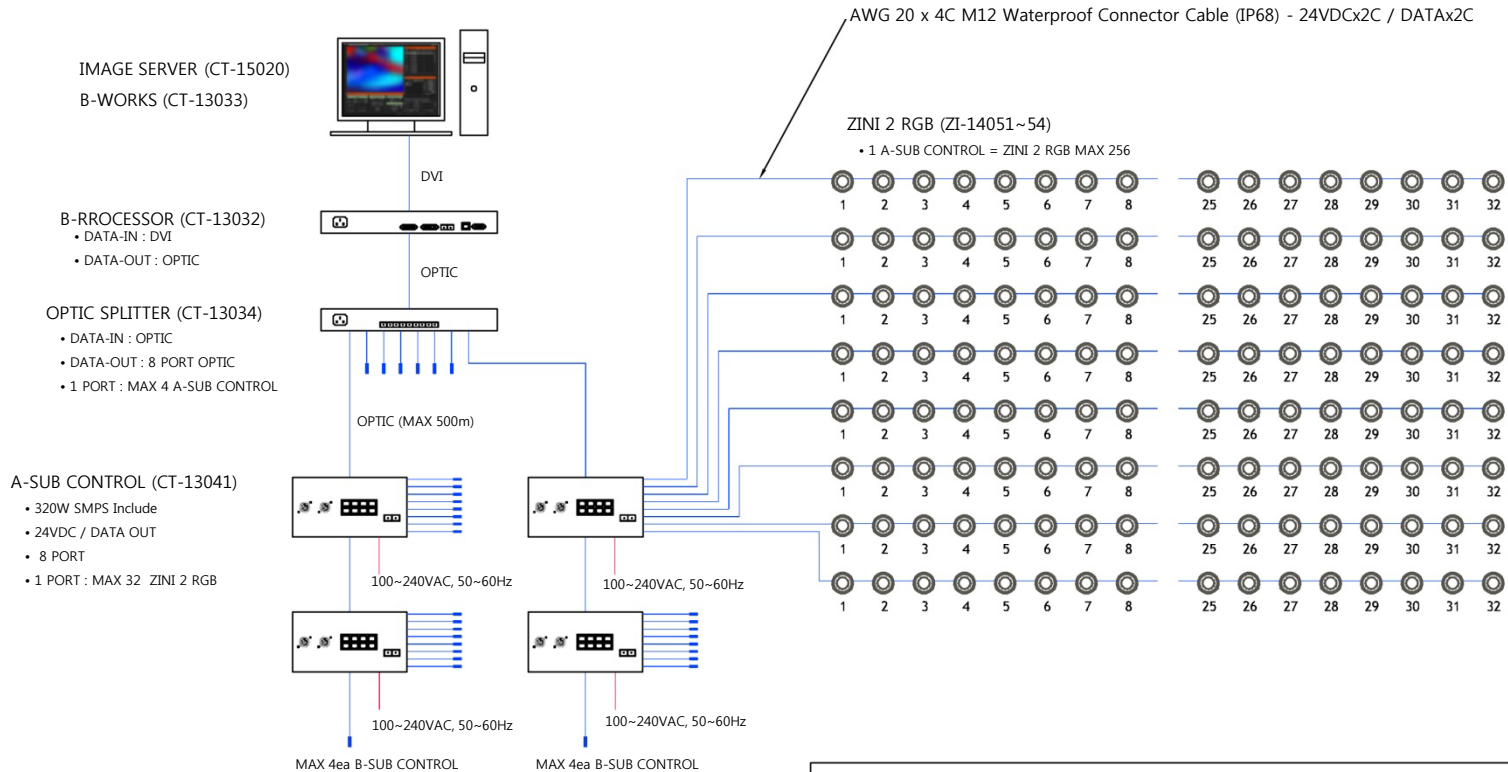 AWG 20 x 4C M12 Waterproof Connector Cable (IP68) - 24VDCx2C / DATAx2C
IMAGE SERVER (CT-15020)
B-WORKS (CT-13033)
ZINI 2 RGB (ZI-14051~54)
• 1 A-SUB CONTROL = ZINI 2 RGB MAX 256
DVI
B-RROCESSOR (CT-13032)
• DATA-IN : DVI
• DATA-OUT : OPTIC
OPTIC
OPTIC SPLITTER (CT-13034)
• DATA-IN : OPTIC
• DATA-OUT : 8 PORT OPTIC
• 1 PORT : MAX 4 A-SUB CONTROL
OPTIC (MAX 500m)
A-SUB CONTROL (CT-13041)
• 320W SMPS Include
• 24VDC / DATA OUT
• 8 PORT
• 1 PORT : MAX 32 ZINI 2 RGB
100~240VAC, 50~60Hz
100~240VAC, 50~60Hz
100~240VAC, 50~60Hz
100~240VAC, 50~60Hz
MAX 4ea B-SUB CONTROL
MAX 4ea B-SUB CONTROL
1 2 3 4 5 6 7 8 25 26 27 28 29 30 31 32
1 2 3 4 5 6 7 8 25 26 27 28 29 30 31 32
1 2 3 4 5 6 7 8 25 26 27 28 29 30 31 32
1 2 3 4 5 6 7 8 25 26 27 28 29 30 31 32
1 2 3 4 5 6 7 8 25 26 27 28 29 30 31 32
1 2 3 4 5 6 7 8 25 26 27 28 29 30 31 32
1 2 3 4 5 6 7 8 25 26 27 28 29 30 31 32
1 2 3 4 5 6 7 8 25 26 27 28 29 30 31 32